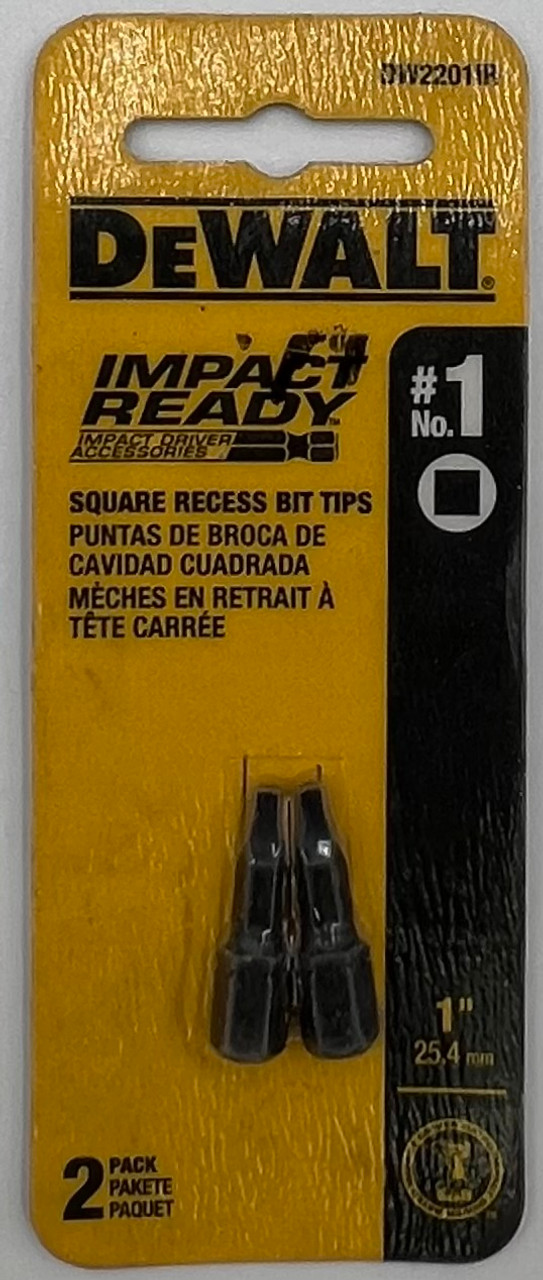 DW2201IR
DEWALT®
IMPACT
READY™
IMPACT DRIVER
ACCESSORIES
#
No. 1
SQUARE RECESS BIT TIPS
PUNTAS DE BROCA DE
CAVIDAD CUADRADA
MÈCHES EN RETRAIT À
TÊTE CARRÉE
1"
25,4 mm
2 PACK
PAKETE
PAQUET